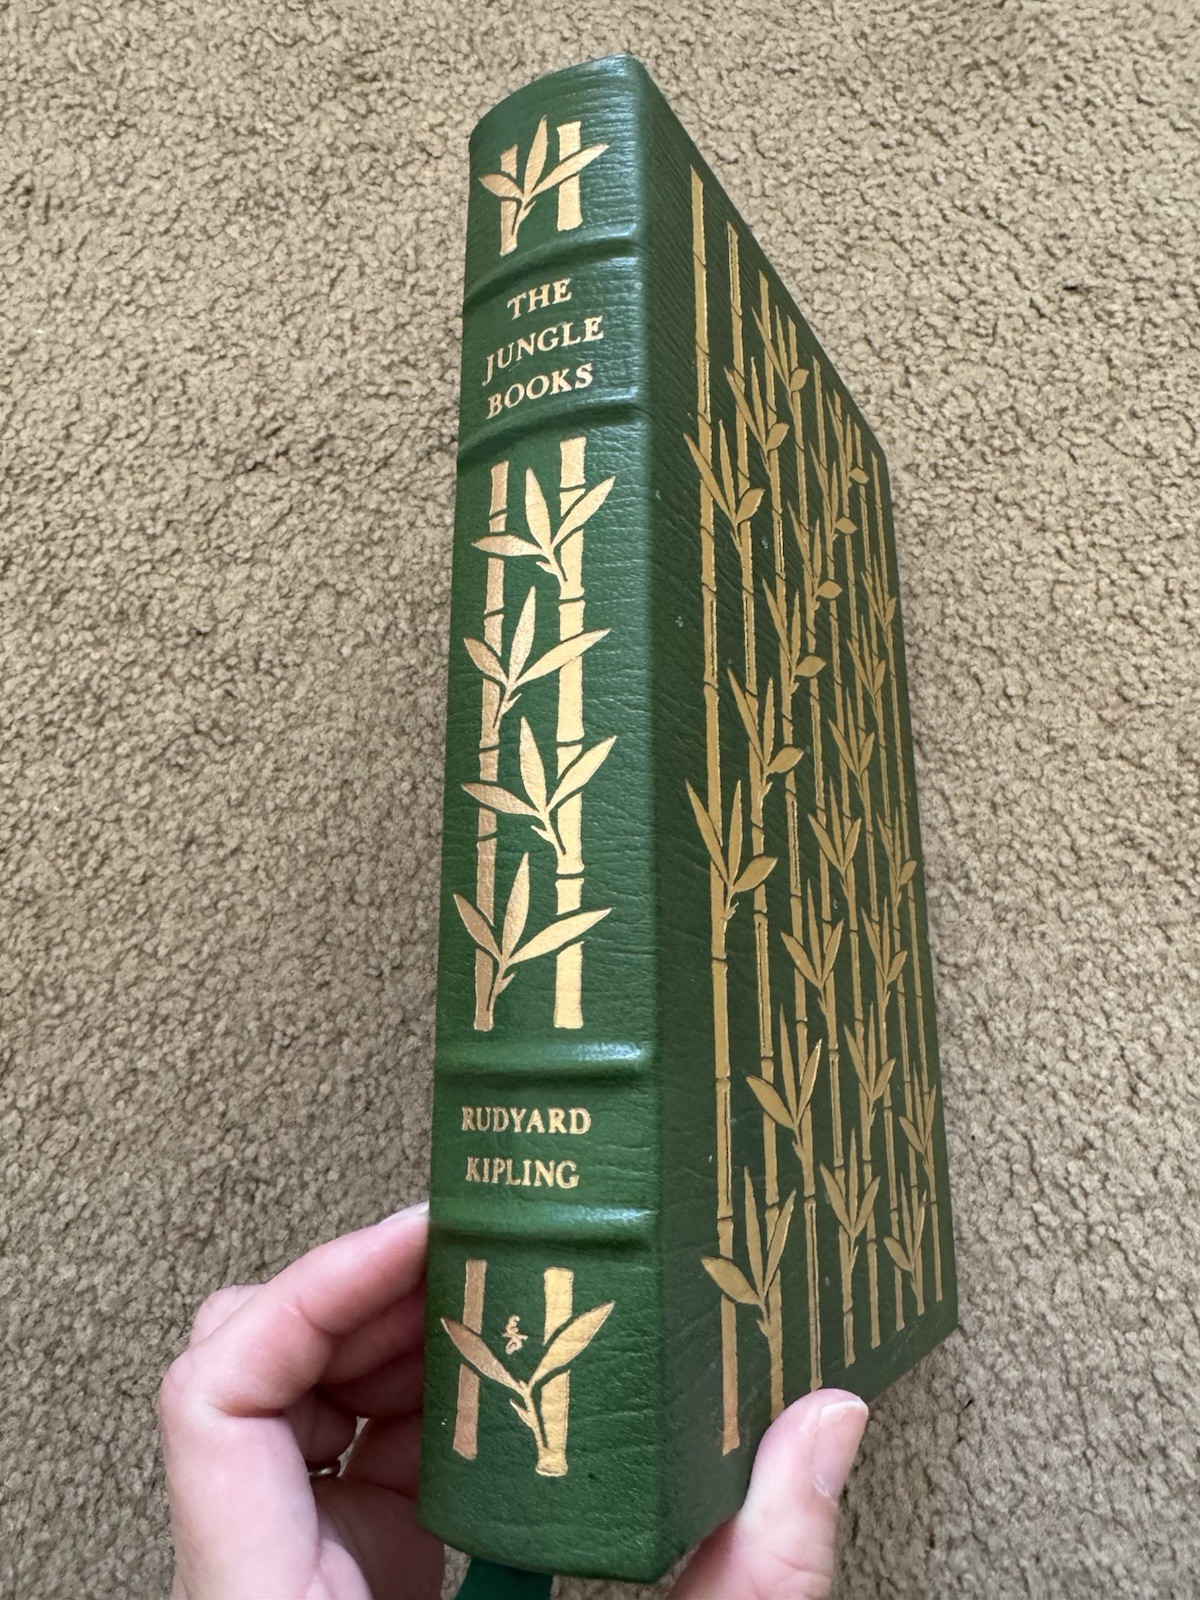 THE
JUNGLE
BOOKS
RUDYARD
KIPLING